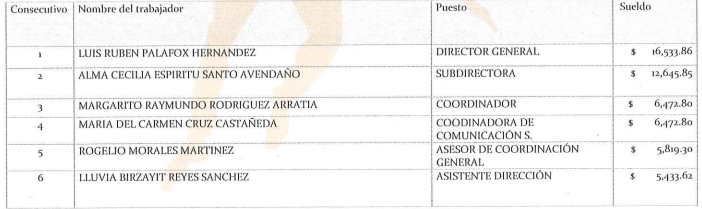 Consecutivo Nombre del trabajador Puesto Sueldo
1 LUIS RUBEN PALAFOX HERNANDEZ DIRECTOR GENERAL $ 16,533.86
2 ALMA CECILIA ESPIRITU SANTO AVENDAÑO SUBDIRECTORA $ 12,645.85
3 MARGARITO RAYMUNDO RODRIGUEZ ARRATIA COORDINADOR $ 6,472.80
4 MARIA DEL CARMEN CRUZ CASTAÑEDA COODINADORA DE $ 6,472.80
COMUNICACIÓN S.
5 ROGELIO MORALES MARTINEZ ASESOR DE COORDINACIÓN $ 5,819.30
GENERAL
6 LLUVIA BIRZAYIT REYES SANCHEZ ASISTENTE DIRECCIÓN $ 5,433.62